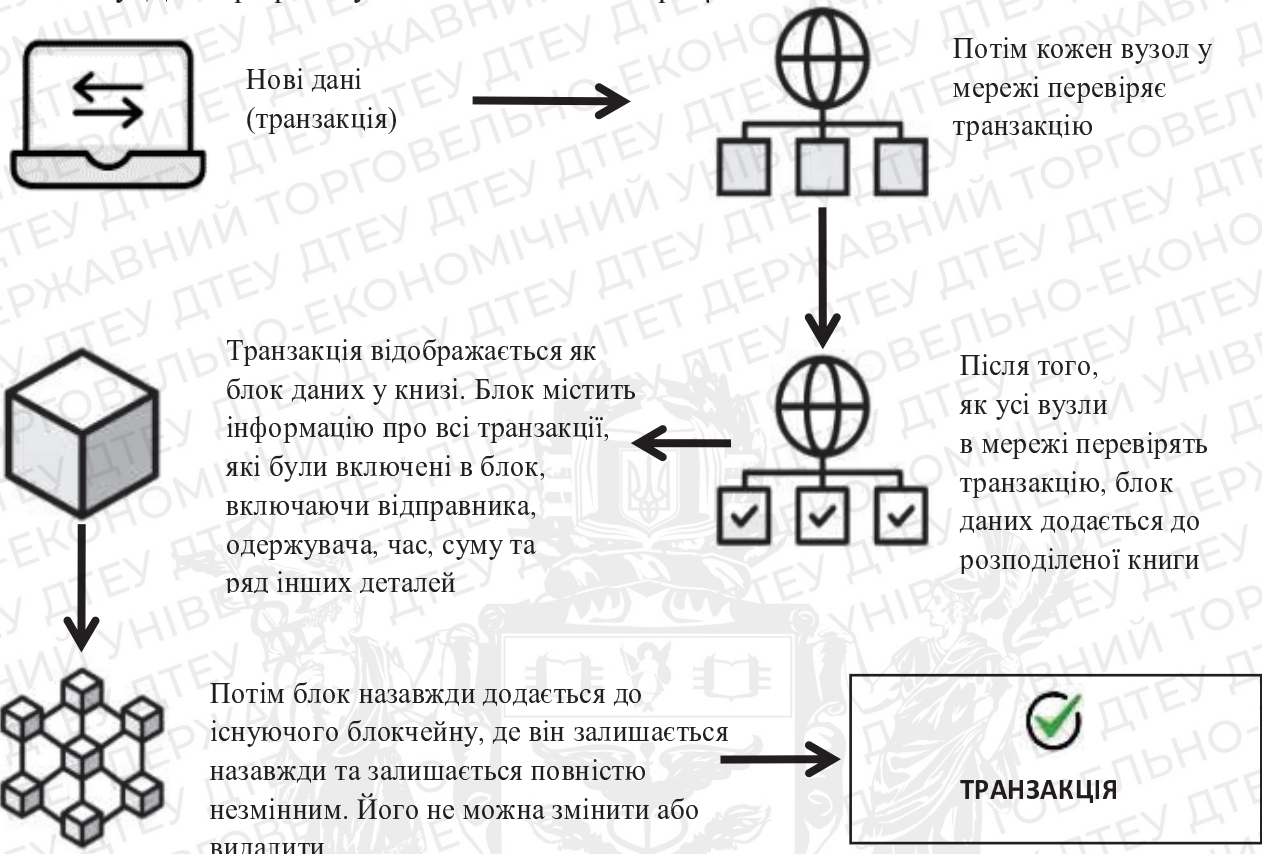 Нові дані
(транзакція)
Потім кожен вузол у
мережі перевіряє
транзакцію
Після того,
як усі вузли
в мережі перевірять
транзакцію, блок
даних додається до
розподіленої книги
Транзакція відображається як
блок даних у книзі. Блок містить
інформацію про всі транзакції,
які були включені в блок,
включаючи відправника,
одержувача, час, суму та
ряд інших деталей
Потім блок назавжди додається до
існуючого блокчейну, де він залишається
назавжди та залишається повністю
незмінним. Його не можна змінити або
видалити
ТРАНЗАКЦІЯ